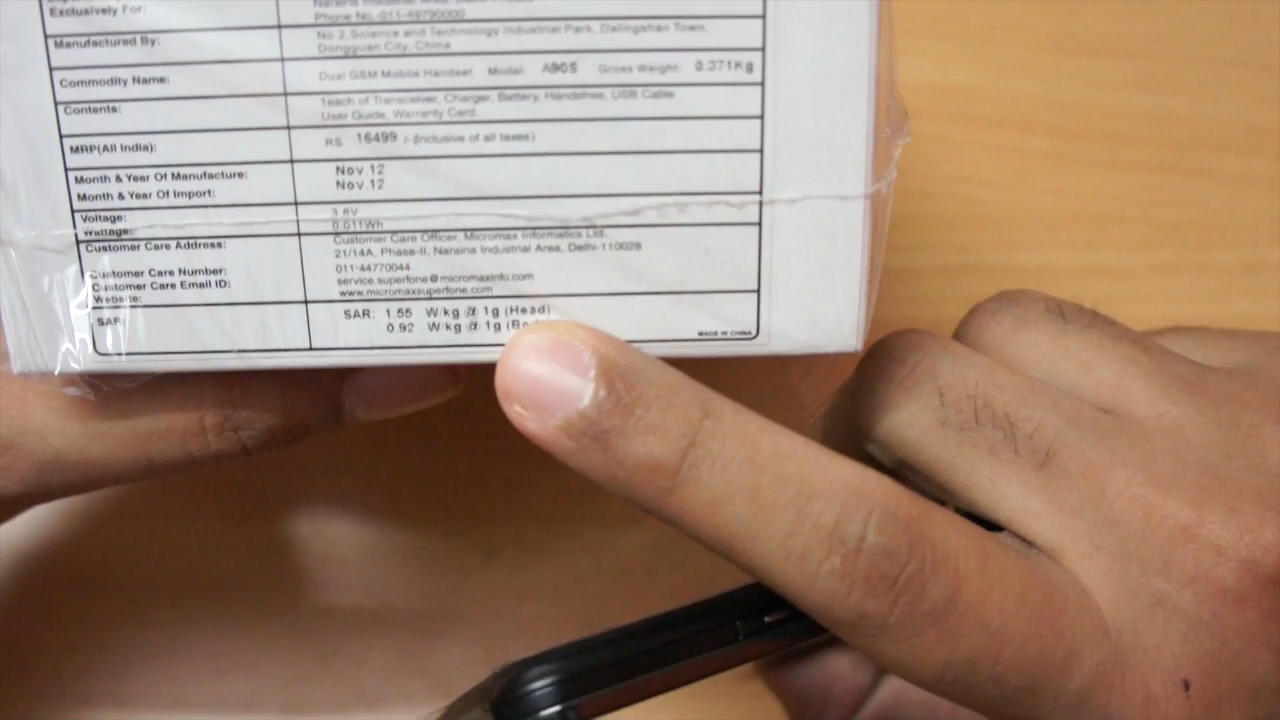 Exclusively For:
Phone No.-011-49790000
Manufactured By: No.2,Science and Technology Industrial Park, Dalingshan Town,
Dongguan City, China
Commodity Name: Dual GSM Mobile Handset Model: A90S Gross Weight: 0.371Kg
Contents: 1each of Transceiver, Charger, Battery, Handsfree, USB Cable
User Guide, Warranty Card.
MRP(All India): RS. 16499 /-(Inclusive of all taxes)
Month & Year Of Manufacture: Nov.12
Month & Year Of Import: Nov.12
Voltage: 3.8V
Wattage: 0.011Wh
Customer Care Address: Customer Care Officer, Micromax Informatics Ltd.
21/14A, Phase-II, Naraina Industrial Area, Delhi-110028
Customer Care Number: 011-44770044
Customer Care Email ID: service.superfone@micromaxinfo.com
Website: www.micromaxsuperfone.com
SAR: SAR: 1.55 W/kg @ 1g (Head)
0.92 W/kg @ 1g
MADE IN CHINA